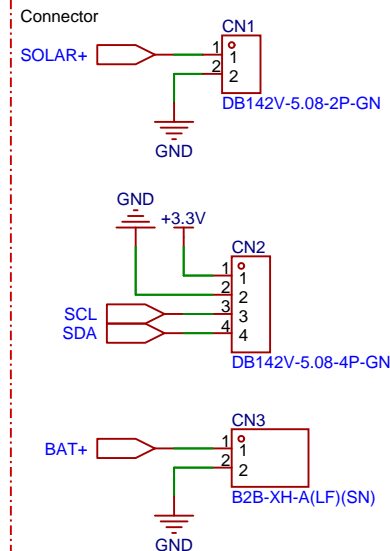 Connector
CN1
SOLAR+
1 1
2 2
DB142V-5.08-2P-GN
GND
GND
+3.3V
CN2
1 1
2 2
SCL 3 3
SDA 4 4
DB142V-5.08-4P-GN
CN3
BAT+ 1 1
2 2
B2B-XH-A(LF)(SN)
GND